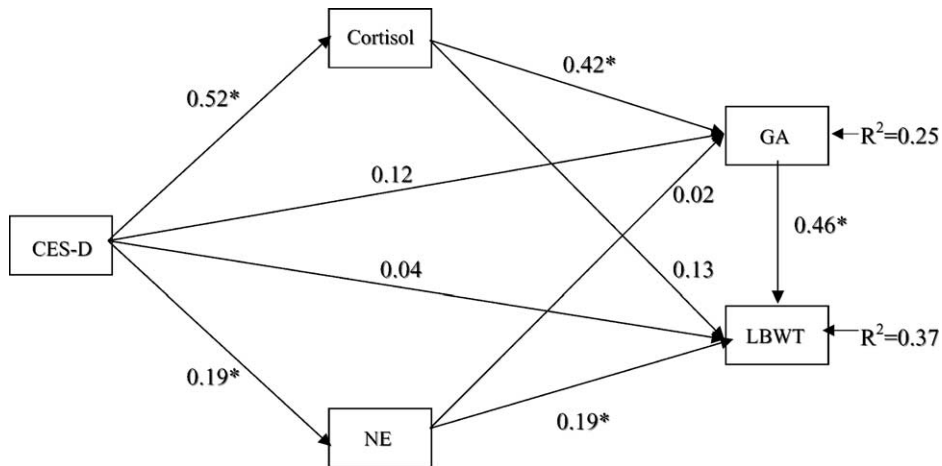 Cortisol
0.42*
0.52*
GA
R²=0.25
0.12
0.02
CES-D
0.46*
0.04
0.13
LBWT
R²=0.37
0.19*
NE
0.19*